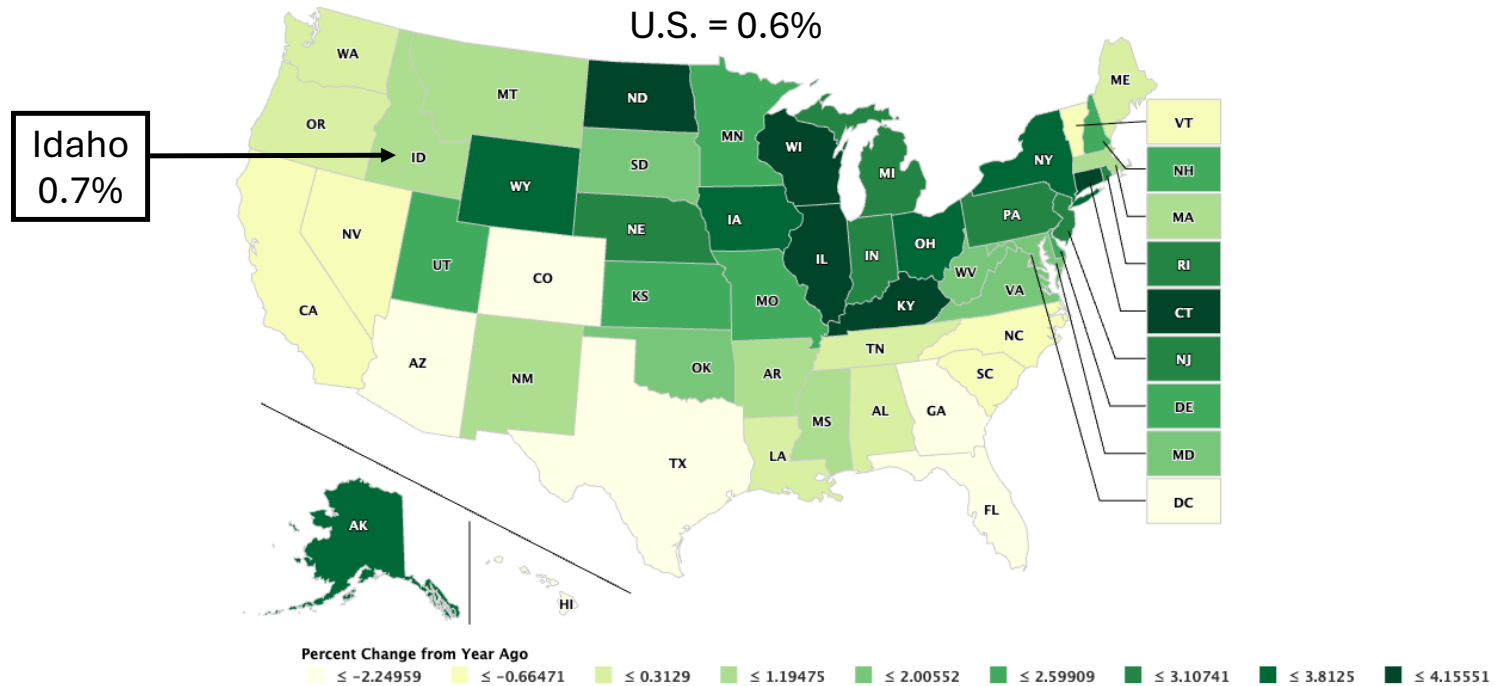 U.S. = 0.6%
Idaho
0.7%
WA
MT
ND
MN
OR
ID
WY
SD
WI
MI
NY
ME
VT
NH
MA
RI
CT
NJ
DE
MD
DC
NV
UT
CO
NE
IA
IL
IN
OH
PA
CA
KS
MO
KY
WV
VA
AZ
NM
OK
AR
TN
NC
SC
TX
LA
MS
AL
GA
FL
AK
HI
Percent Change from Year Ago
≤ −2.24959 ≤ −0.66471 ≤ 0.3129 ≤ 1.19475 ≤ 2.00552 ≤ 2.59909 ≤ 3.10741 ≤ 3.8125 ≤ 4.15551